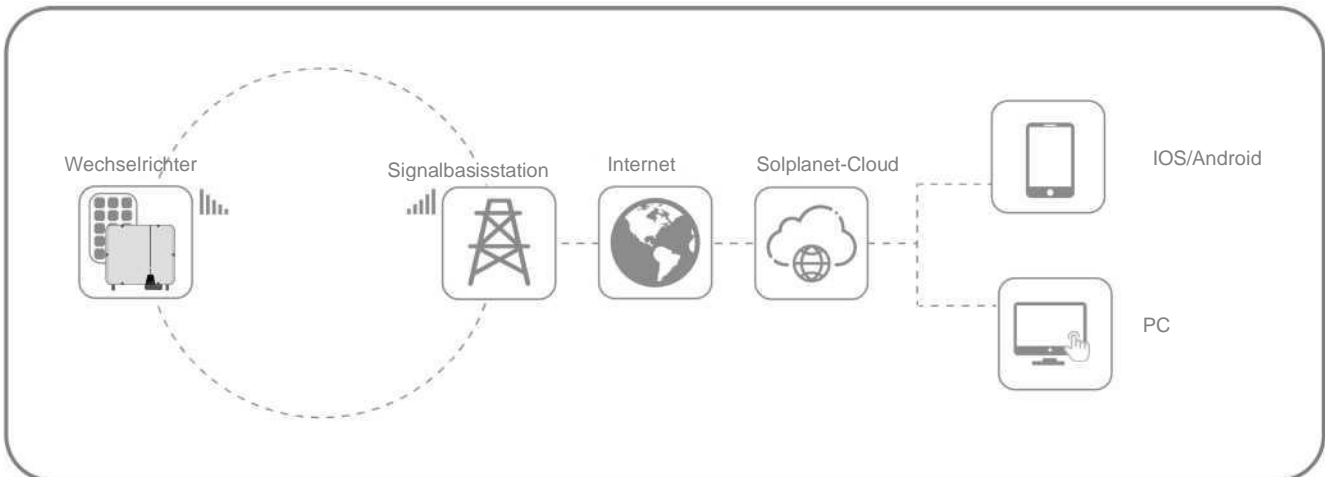 Wechselrichter
Signalbasisstation
Internet
Solplanet-Cloud
IOS/Android
PC